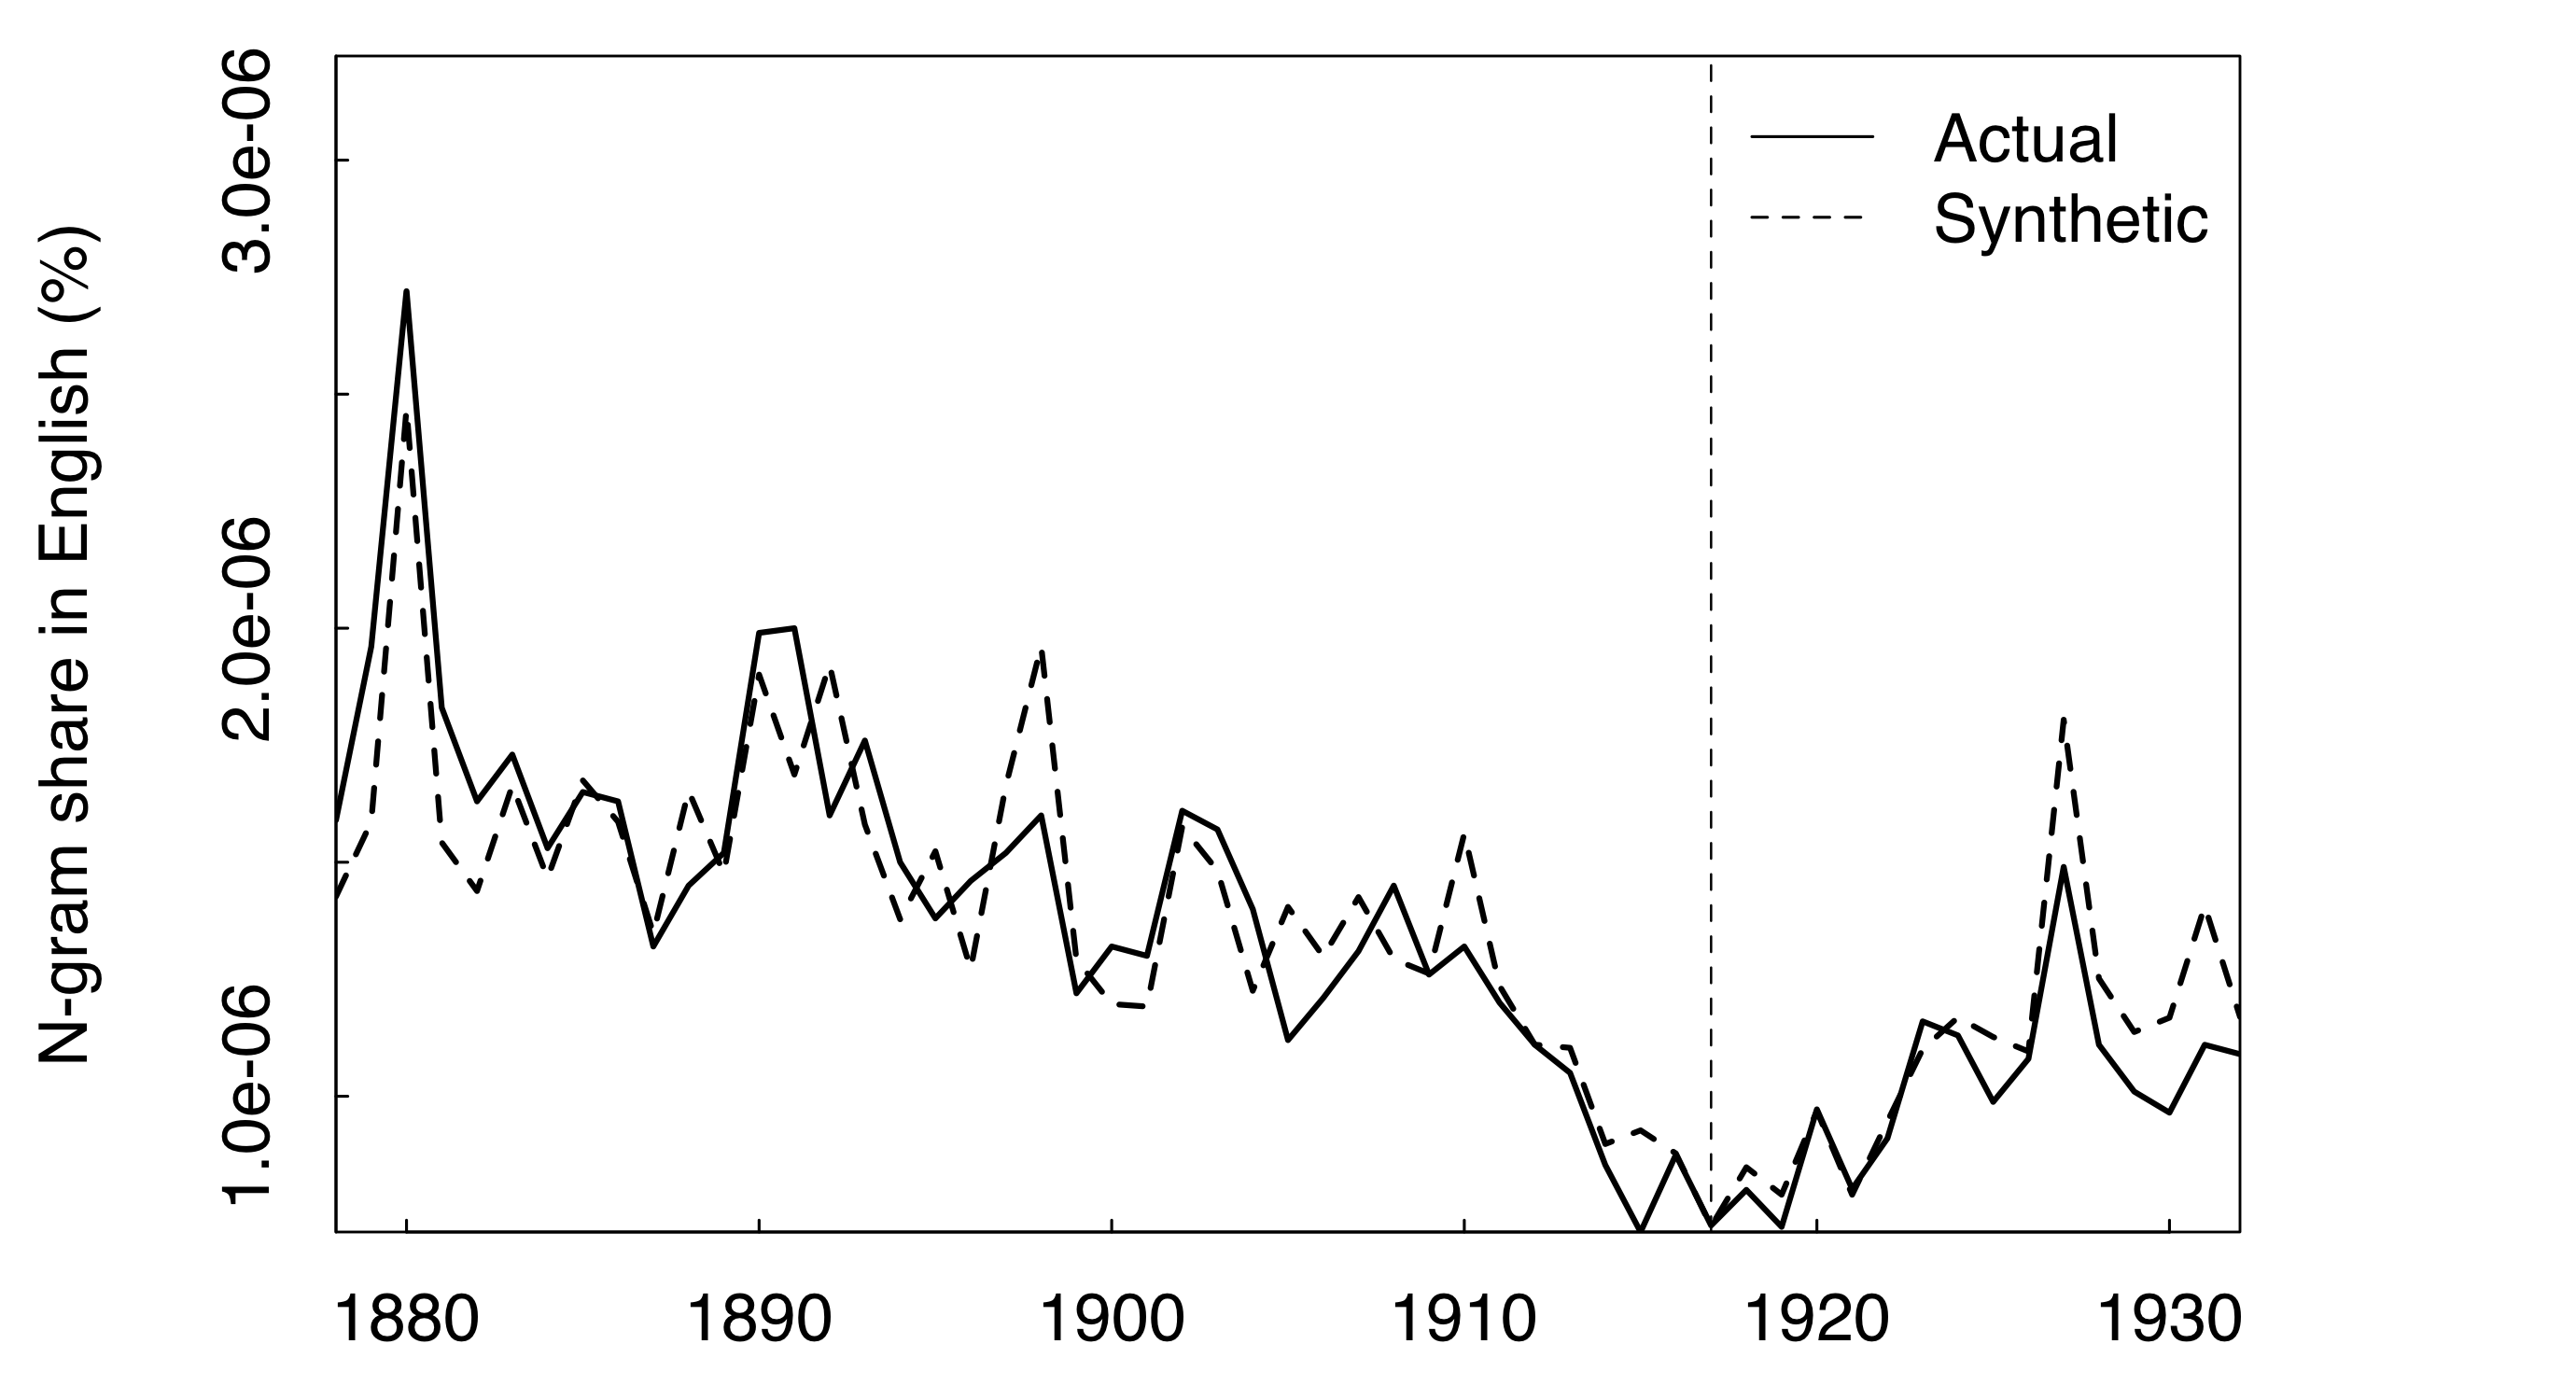 N-gram share in English (%)
3.0e-06
2.0e-06
1.0e-06
Actual
Synthetic
1880 1890 1900 1910 1920 1930